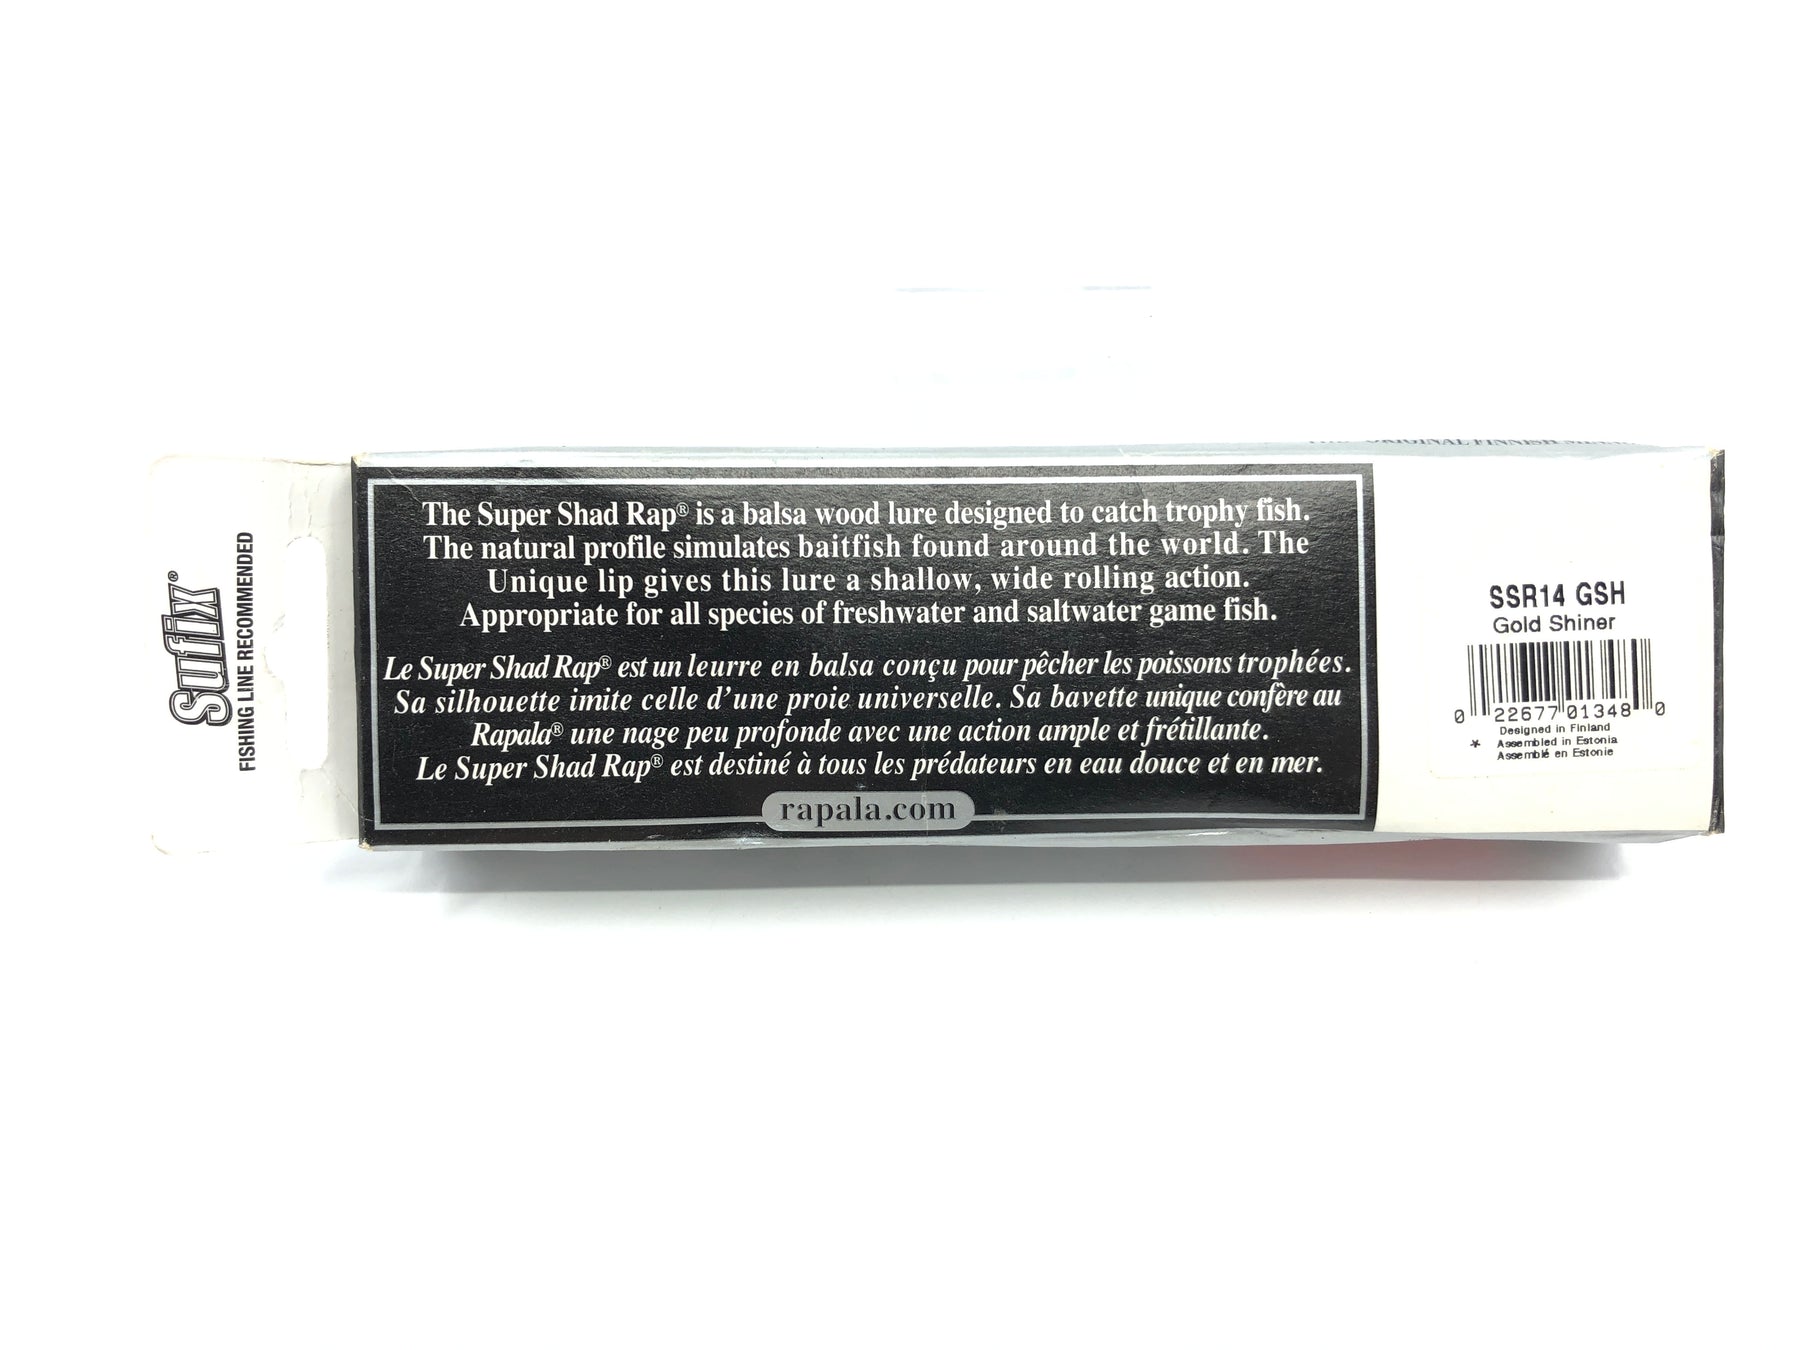 Sufix®
FISHING LINE RECOMMENDED
The Super Shad Rap® is a balsa wood lure designed to catch trophy fish.
The natural profile simulates baitfish found around the world. The
Unique lip gives this lure a shallow, wide rolling action.
Appropriate for all species of freshwater and saltwater game fish.
Le Super Shad Rap® est un leurre en balsa conçu pour pêcher les poissons trophées.
Sa silhouette imite celle d'une proie universelle. Sa bavette unique confère au
Rapala® une nage peu profonde avec une action ample et frétillante.
Le Super Shad Rap® est destiné à tous les prédateurs en eau douce et en mer.
rapala.com
ORIGINAL FINNISH
SSR14 GSH
Gold Shiner
0 22677 01348 0
Designed in Finland
* Assembled in Estonia
Assemblé en Estonie